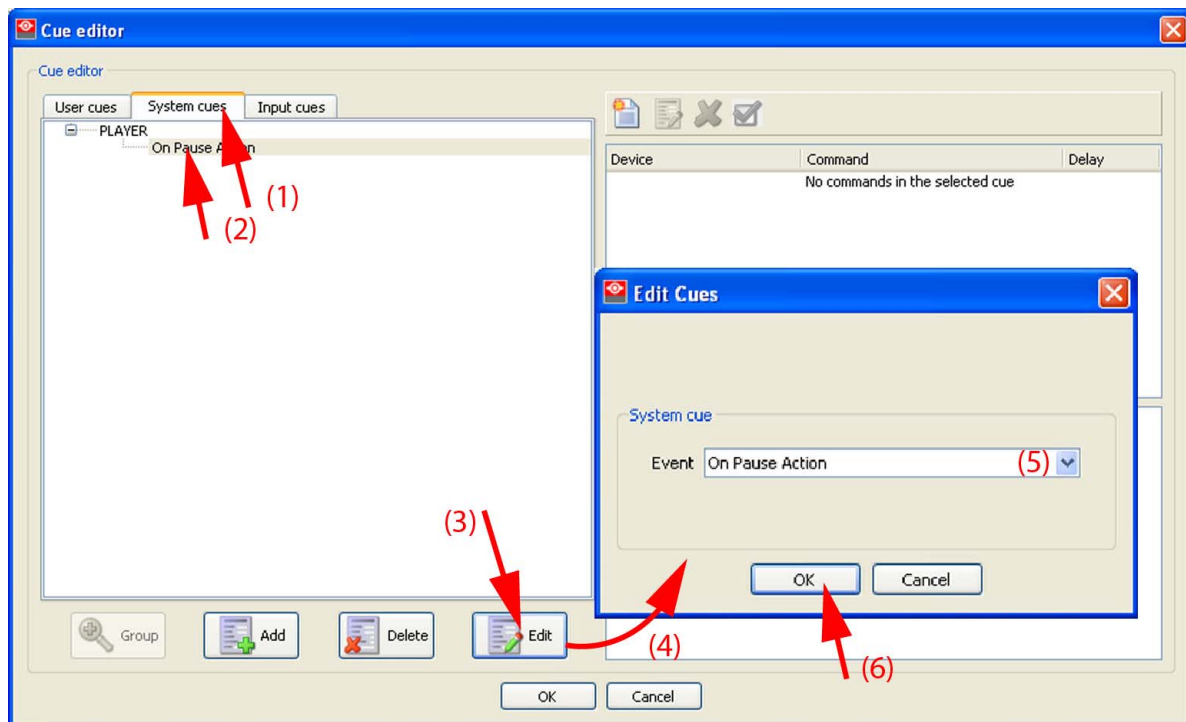 Cue editor
Cue editor
User cues System cues Input cues
PLAYER
On Pause Action
(1)
(2)
Device Command Delay
No commands in the selected cue
Edit Cues
System cue
Event On Pause Action (5)
OK Cancel
(3)
(4)
(6)
Group Add Delete Edit
OK Cancel